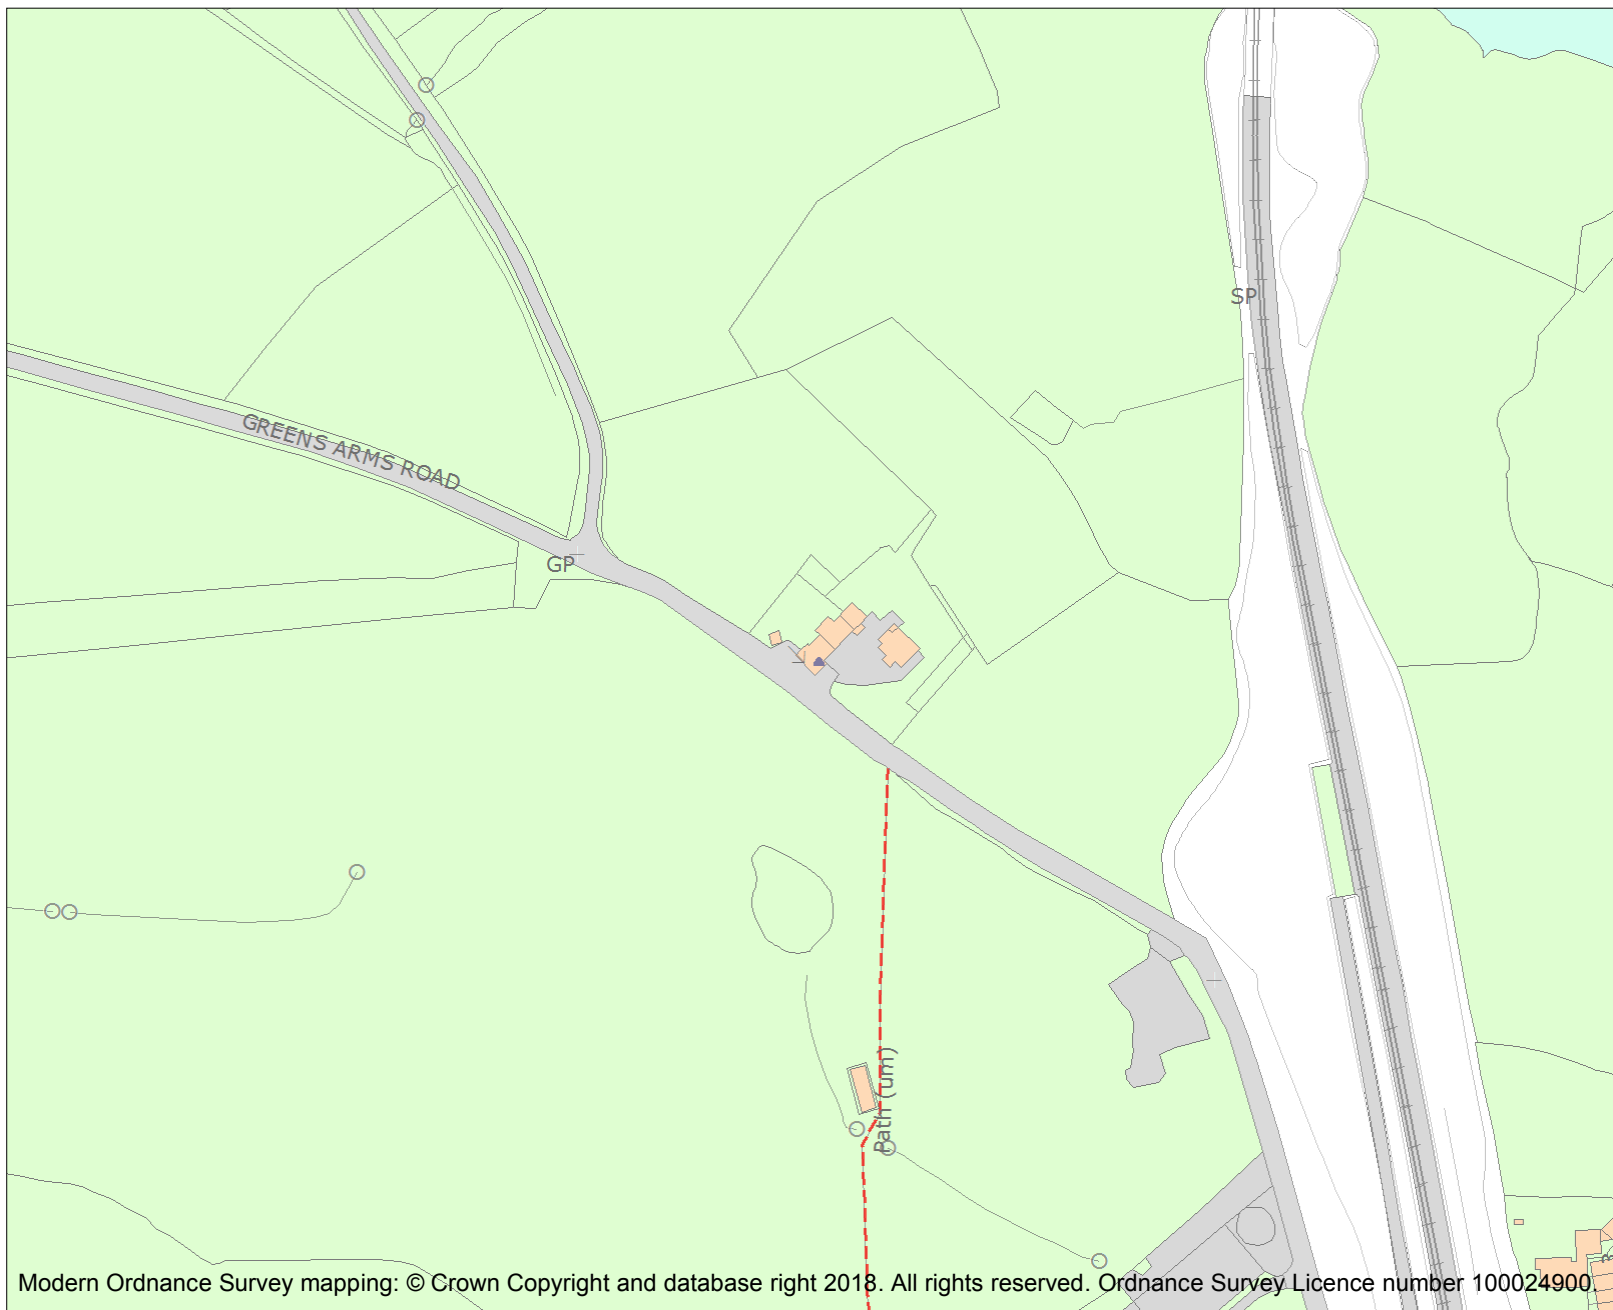 SP
GREENS ARMS ROAD
GP
Path (um)
Modern Ordnance Survey mapping: © Crown Copyright and database right 2018. All rights reserved. Ordnance Survey Licence number 100024900.